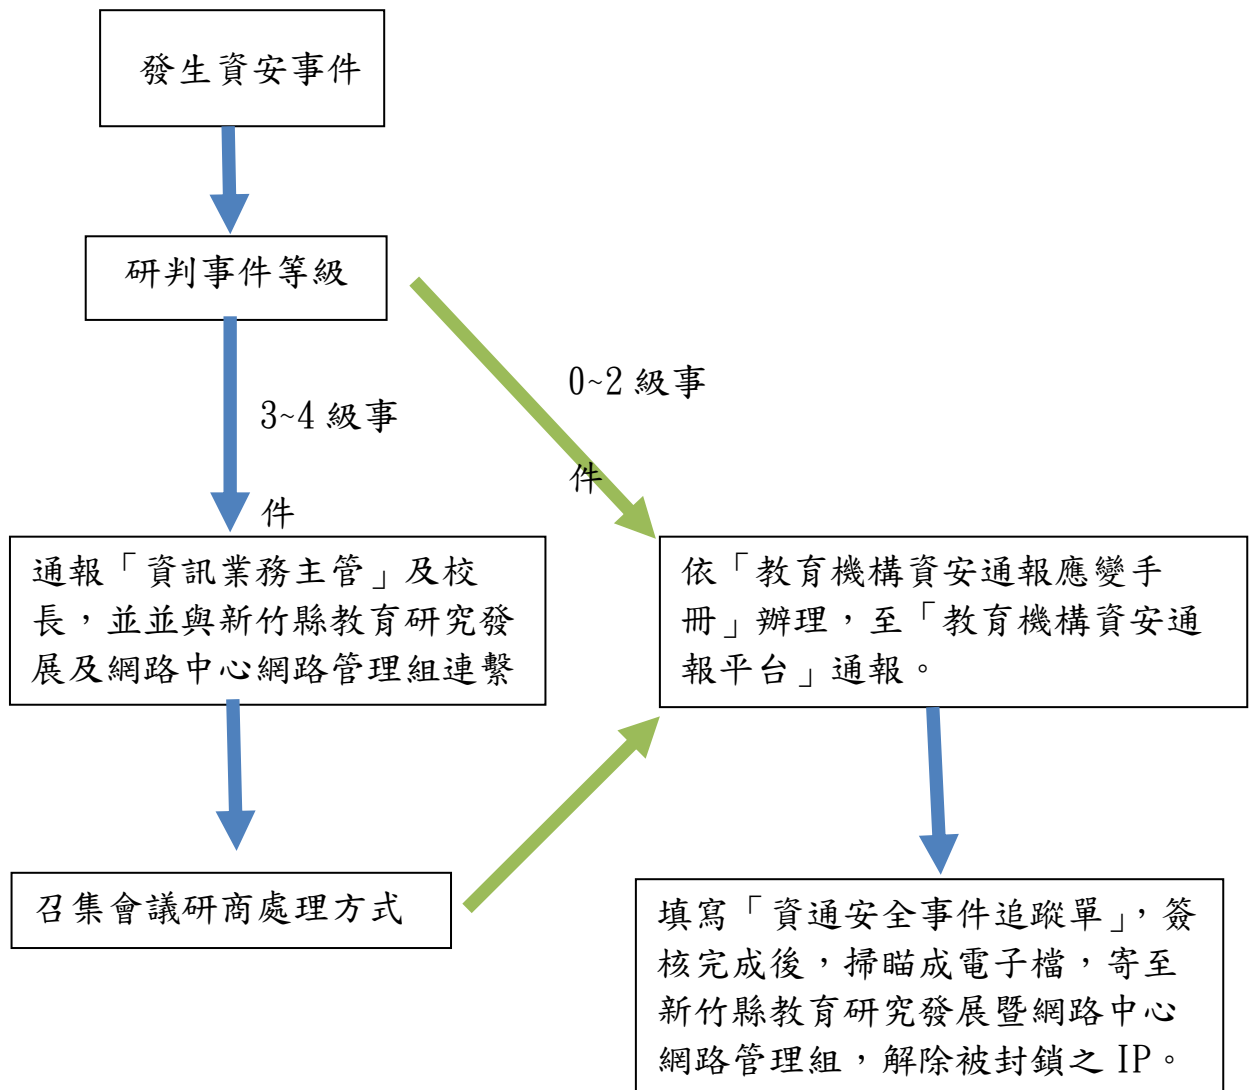 發生資安事件
研判事件等級
0~2 級事
件
3~4 級事
件
通報「資訊業務主管」及校
長，並並與新竹縣教育研究發
展及網路中心網路管理組連繫
依「教育機構資安通報應變手
冊」辦理，至「教育機構資安通
報平台」通報。
召集會議研商處理方式
填寫「資通安全事件追蹤單」，簽
核完成後，掃瞄成電子檔，寄至
新竹縣教育研究發展暨網路中心
網路管理組，解除被封鎖之 IP。